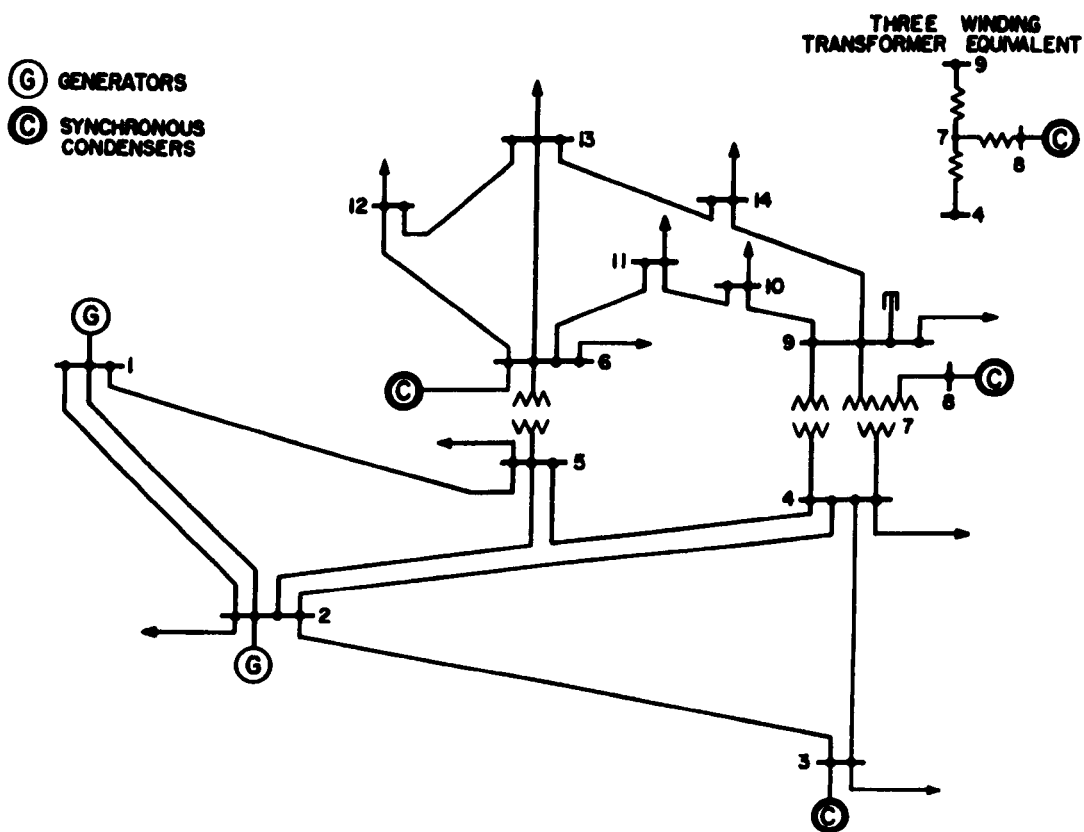 THREE WINDING
TRANSFORMER EQUIVALENT
9
7
C
8
4
G GENERATORS
C SYNCHRONOUS
CONDENSERS
13
12
14
11
10
G
1
9
6
C
8
C
7
5
4
2
G
3
C